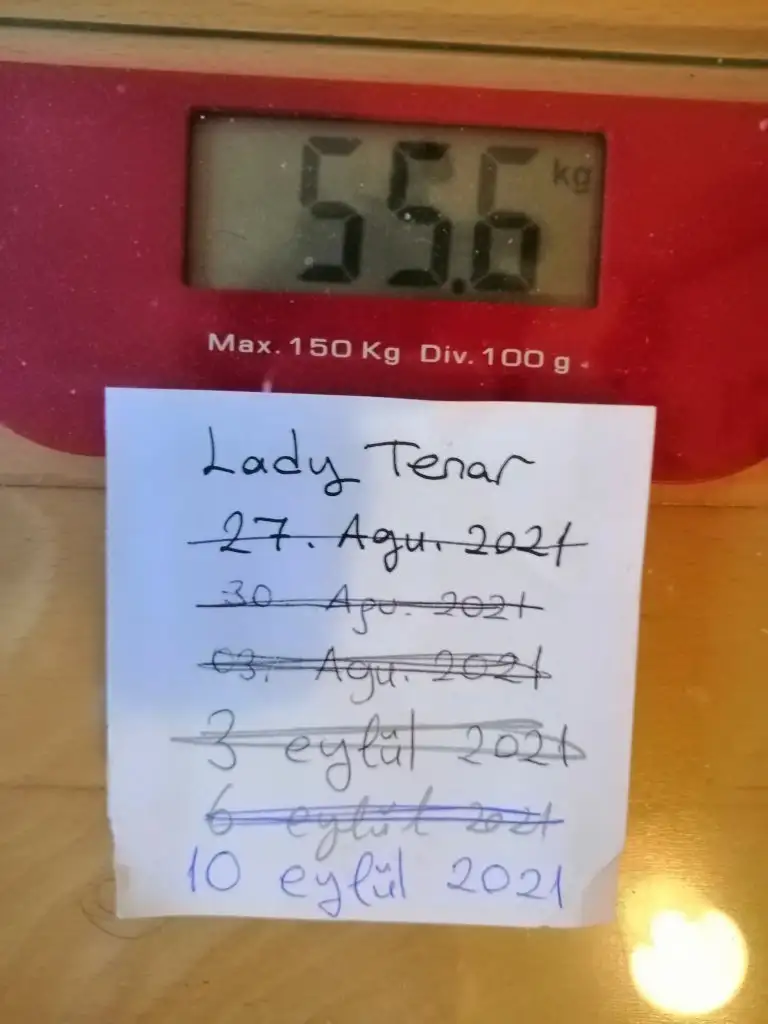 55.6 kg
Max. 150 Kg Div. 100 g
Lady Tenar
27. Agu. 2021
30 Agu. 2021
03. Agu. 2021
3 eylül 2021
6 eylül 2021
10 eylül 2021